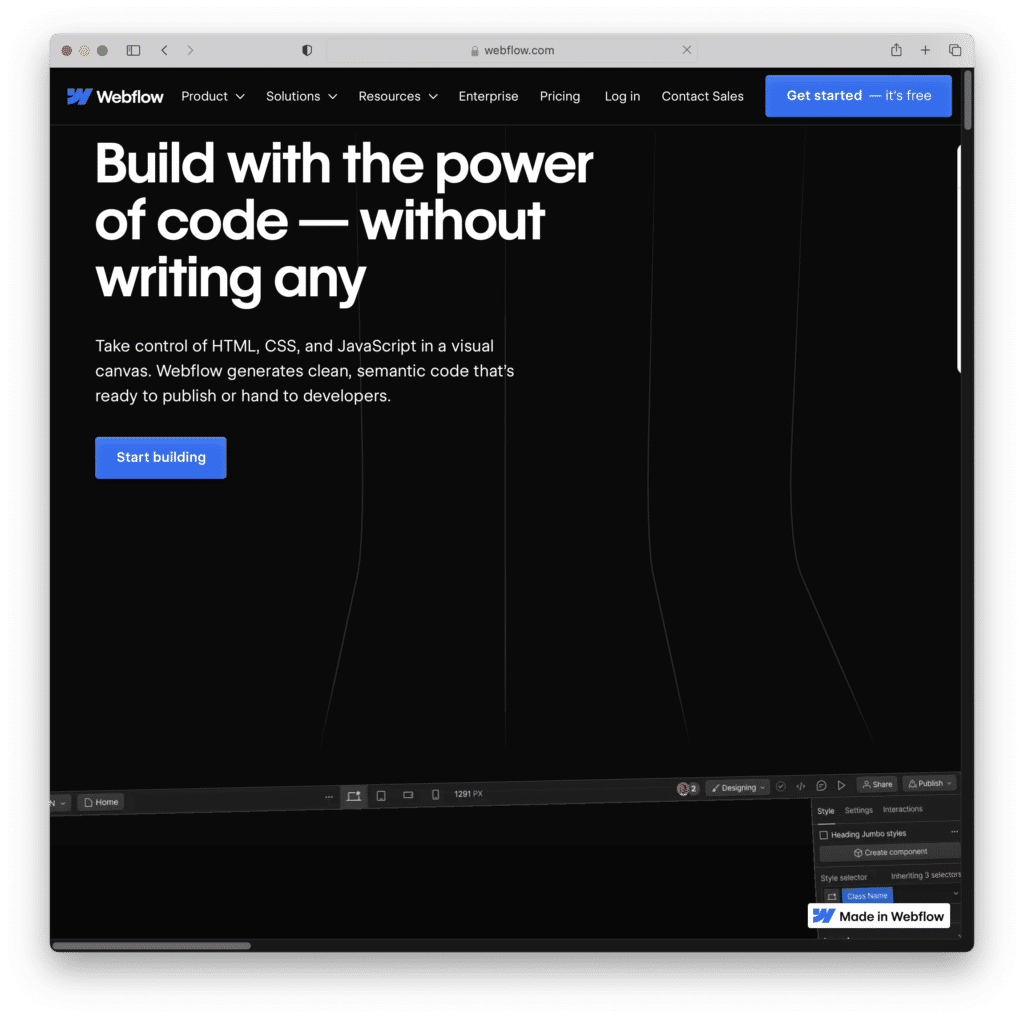 webflow.com
Webflow Product Solutions Resources Enterprise Pricing Log in Contact Sales Get started — it's free
Build with the power
of code — without
writing any
Take control of HTML, CSS, and JavaScript in a visual
canvas. Webflow generates clean, semantic code that's
ready to publish or hand to developers.
Start building
N Home 1291 PX 2 Designing Share Publish
Style Settings Interactions
Heading Jumbo styles
Create component
Style selector Inheriting 3 selectors
Class Name
Made in Webflow